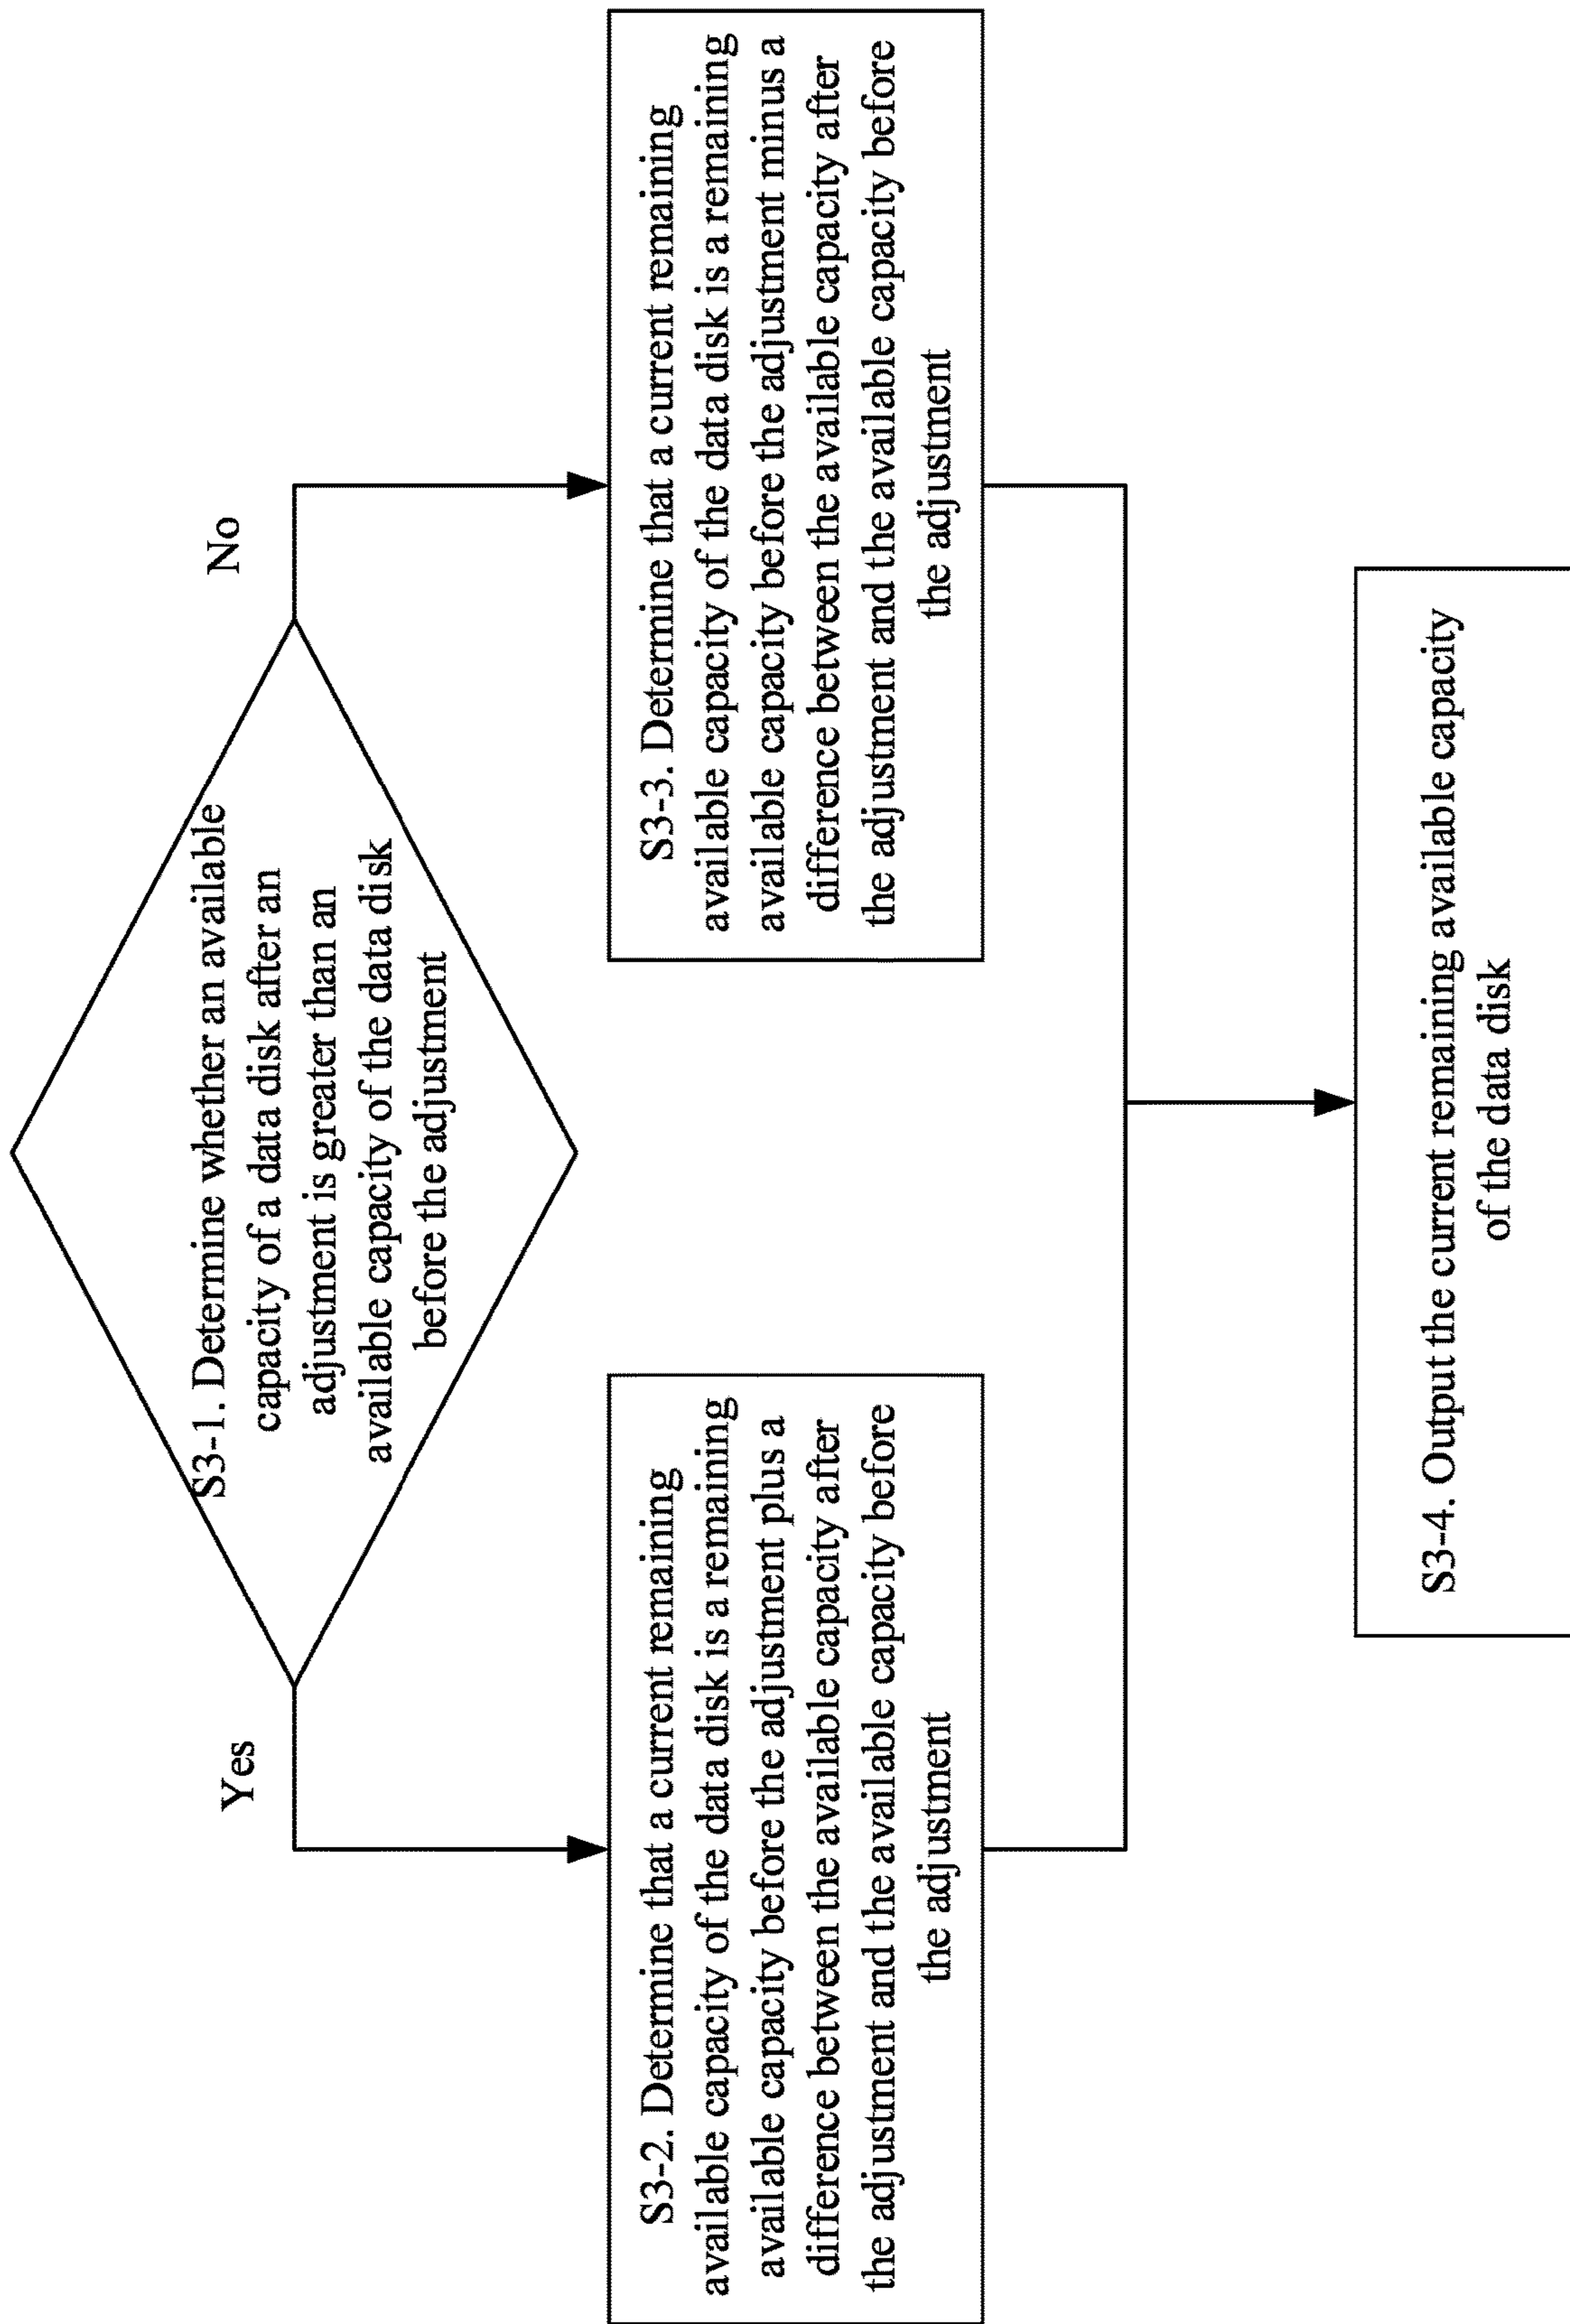 S3-1. Determine whether an available
capacity of a data disk after an
adjustment is greater than an
available capacity of the data disk
before the adjustment
Yes
No
S3-2. Determine that a current remaining
available capacity of the data disk is a remaining
available capacity before the adjustment plus a
difference between the available capacity after
the adjustment and the available capacity before
the adjustment
S3-3. Determine that a current remaining
available capacity of the data disk is a remaining
available capacity before the adjustment minus a
difference between the available capacity after
the adjustment and the available capacity before
the adjustment
S3-4. Output the current remaining available capacity
of the data disk